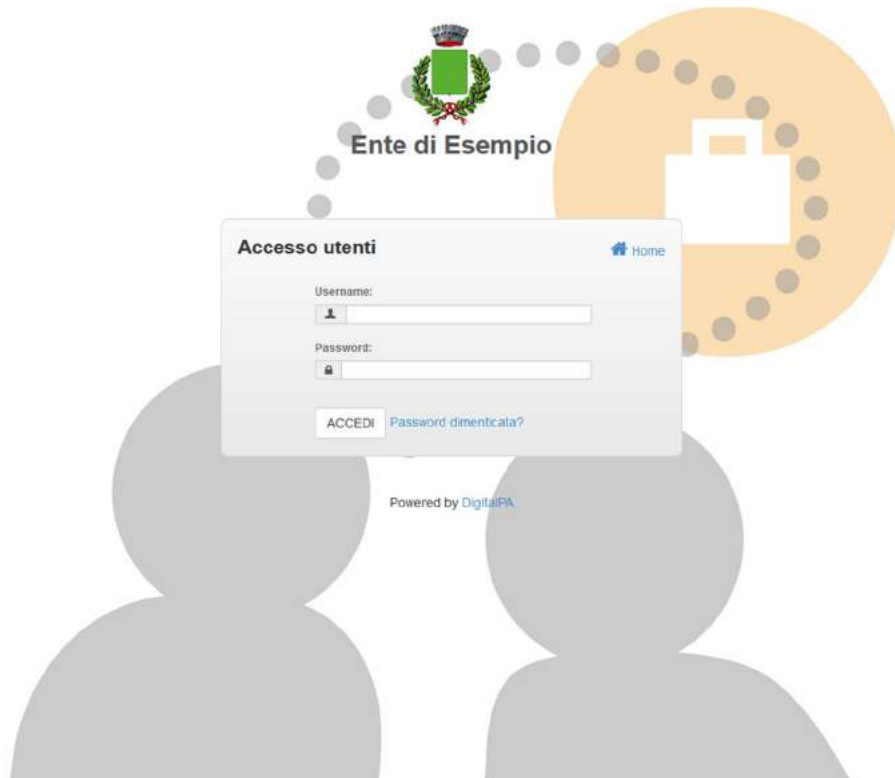 Ente di Esempio
Accesso utenti
Home
Username:
Password:
ACCEDI Password dimenticata?
Powered by DigitalPA